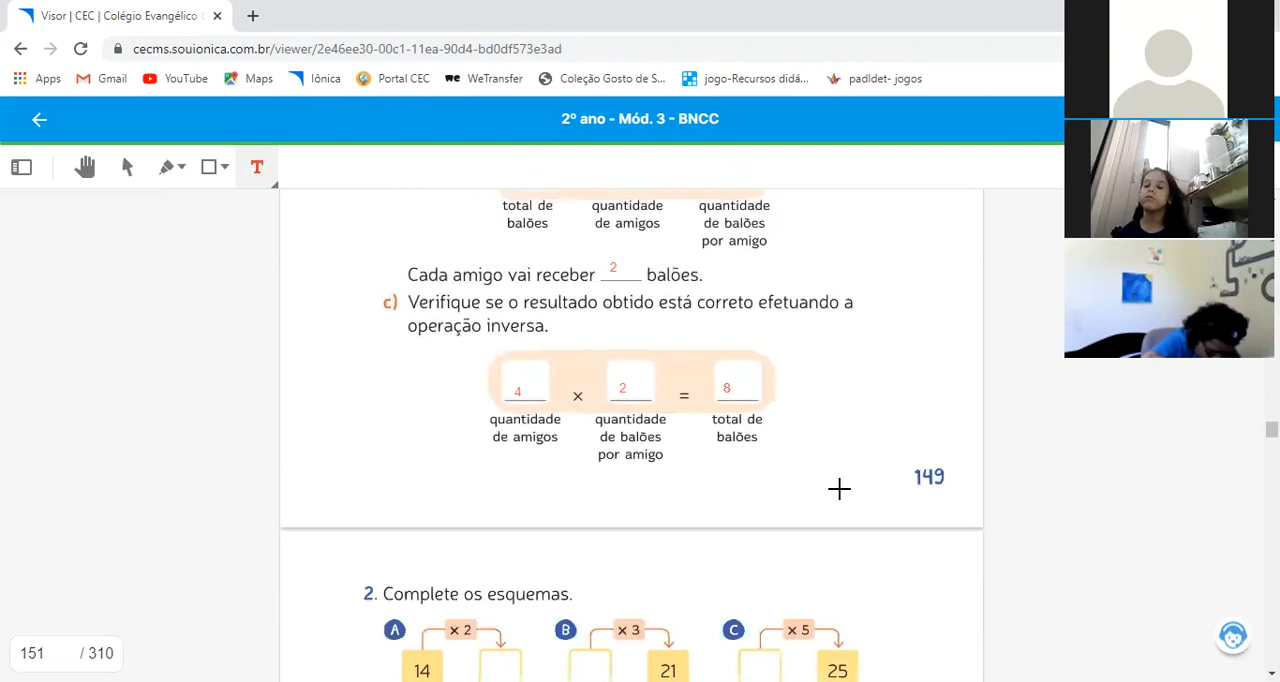 Visor | CEC | Colégio Evangélico
cecms.souionica.com.br/viewer/2e46ee30-00c1-11ea-90d4-bd0df573e3ad
Apps Gmail YouTube Maps Iônica Portal CEC WeTransfer Coleção Gosto de S... jogo-Recursos didá... padldet- jogos
2º ano - Mód. 3 - BNCC
T
total de balões
quantidade de amigos
quantidade de balões por amigo
Cada amigo vai receber 2 balões.
c) Verifique se o resultado obtido está correto efetuando a
operação inversa.
4 × 2 = 8
quantidade de amigos
quantidade de balões por amigo
total de balões
149
2. Complete os esquemas.
A × 2 B × 3 C × 5
14 21 25
151 / 310